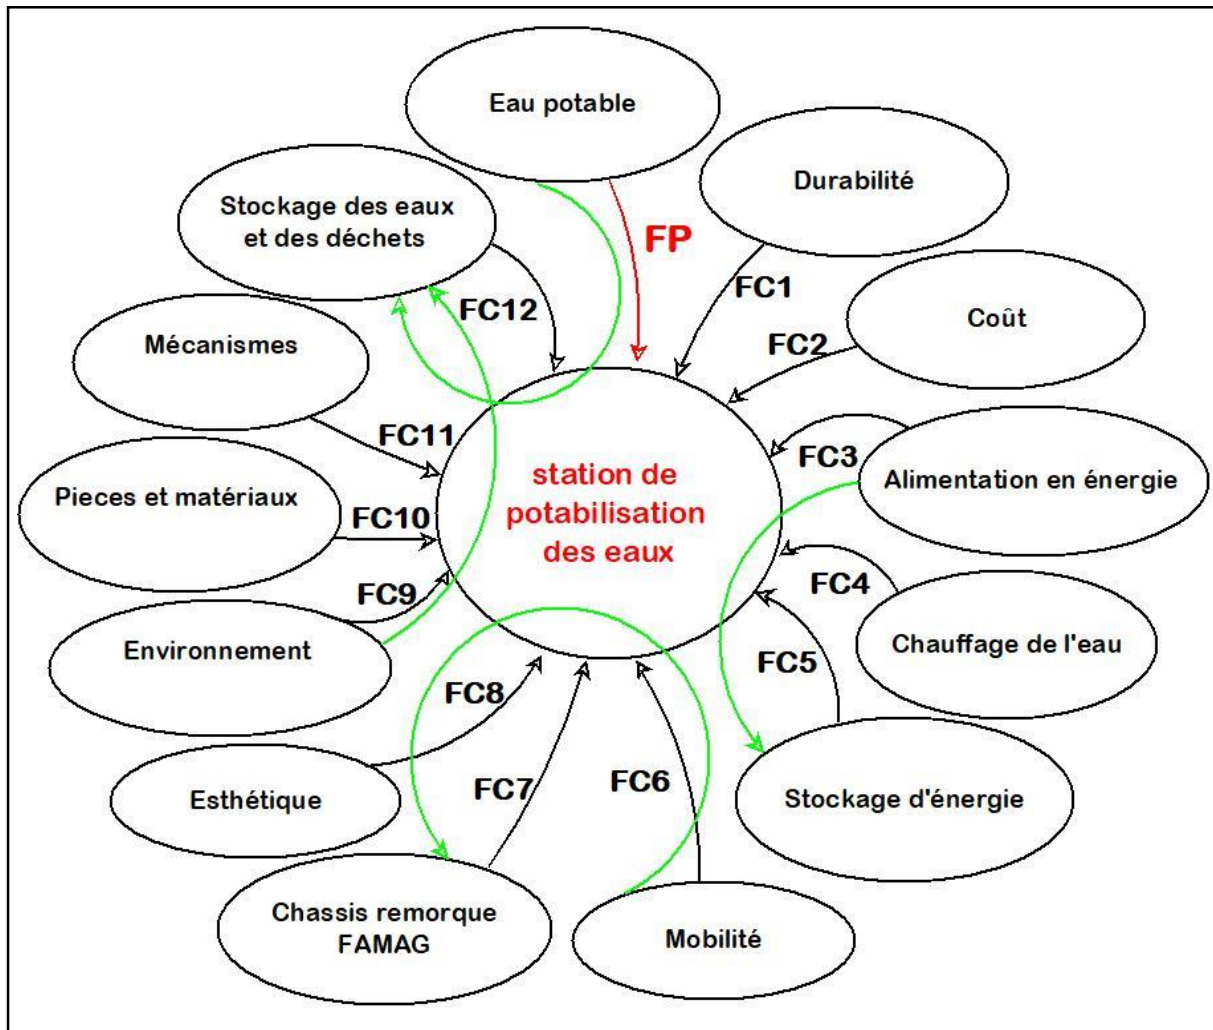 Eau potable
Durabilité
Stockage des eaux
et des déchets
FP
FC1
FC12
Coût
FC2
Mécanismes
FC11
FC3
Alimentation en énergie
station de
potabilisation
des eaux
Pieces et matériaux
FC10
FC4
FC9
Chauffage de l'eau
Environnement
FC5
FC8
FC7
FC6
Esthétique
Stockage d'énergie
Chassis remorque
FAMAG
Mobilité